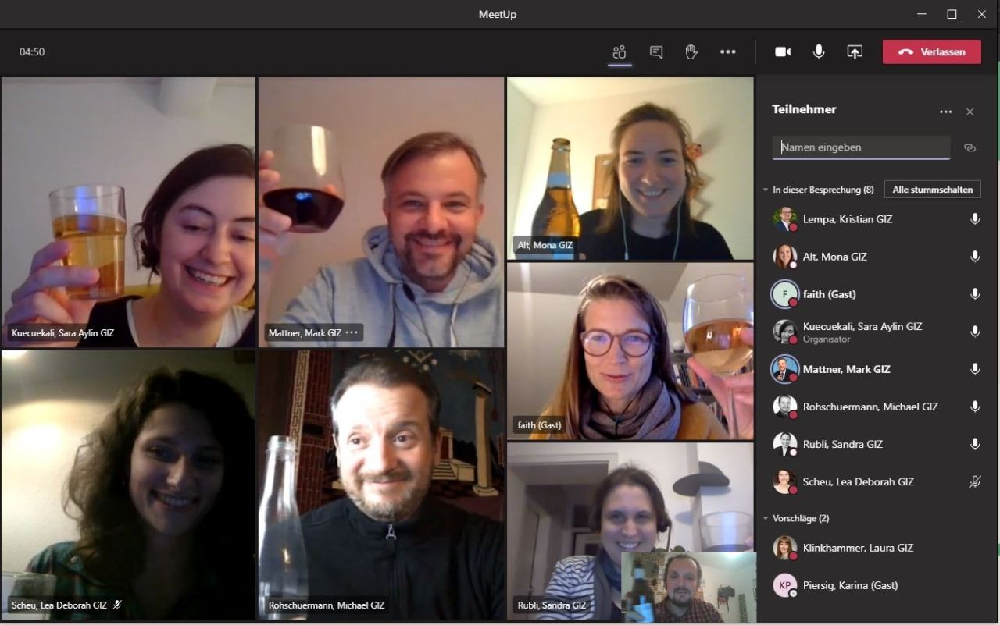 MeetUp
04:50
Verlassen
Kuecuekali, Sara Aylin GIZ
Mattner, Mark GIZ
Alt, Mona GIZ
faith (Gast)
Scheu, Lea Deborah GIZ
Rohschuermann, Michael GIZ
Rubli, Sandra GIZ
Teilnehmer
Namen eingeben
In dieser Besprechung (8)
Alle stummschalten
Lempa, Kristian GIZ
Alt, Mona GIZ
F
faith (Gast)
Kuecuekali, Sara Aylin GIZ
Organisator
Mattner, Mark GIZ
Rohschuermann, Michael GIZ
Rubli, Sandra GIZ
Scheu, Lea Deborah GIZ
Vorschläge (2)
Klinkhammer, Laura GIZ
KP
Piersig, Karina (Gast)